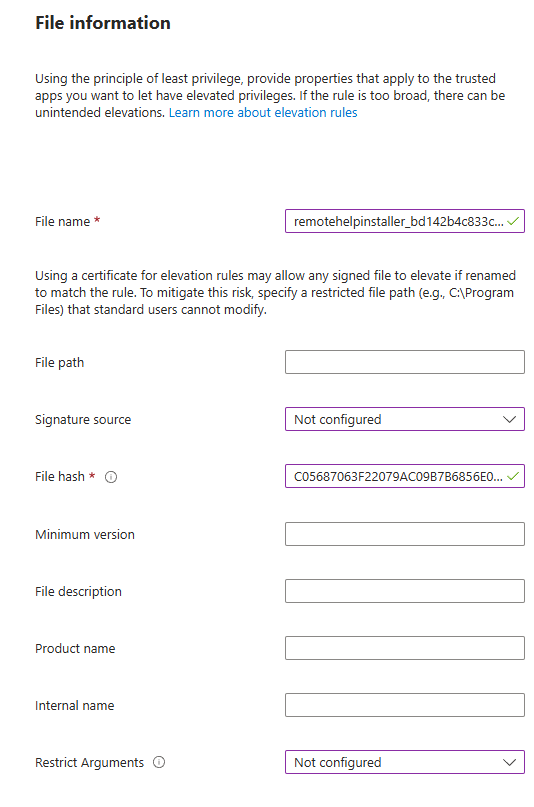 File information
Using the principle of least privilege, provide properties that apply to the trusted
apps you want to let have elevated privileges. If the rule is too broad, there can be
unintended elevations. Learn more about elevation rules
File name *
remotehelpinstaller_bd142b4c833c...
Using a certificate for elevation rules may allow any signed file to elevate if renamed
to match the rule. To mitigate this risk, specify a restricted file path (e.g., C:\Program
Files) that standard users cannot modify.
File path
Signature source
Not configured
File hash *
C05687063F22079AC09B7B6856E0...
Minimum version
File description
Product name
Internal name
Restrict Arguments
Not configured